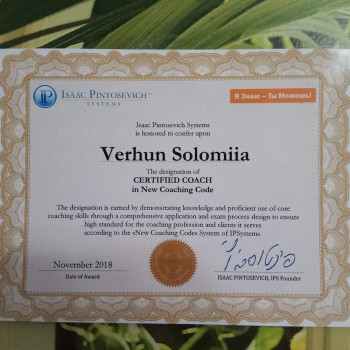 ISAAC PINTOSEVICH™
SYSTEMS
Я Знаю – Ты Можешь!
Isaac Pintosevich Systems
is honored to confer upon
Verhun Solomiia
The designation of
CERTIFIED COACH
in New Coaching Code
The designation is earned by demonstrating knowledge and proficient use of core
coaching skills through a comprehensive application and exam process design to ensure
high standard for the coaching profession and clients it serves
according to the «New Coaching Code» System of IPSystems.
November 2018
Date of Award
ISAAC PINTOSEVICH, IPS Founder